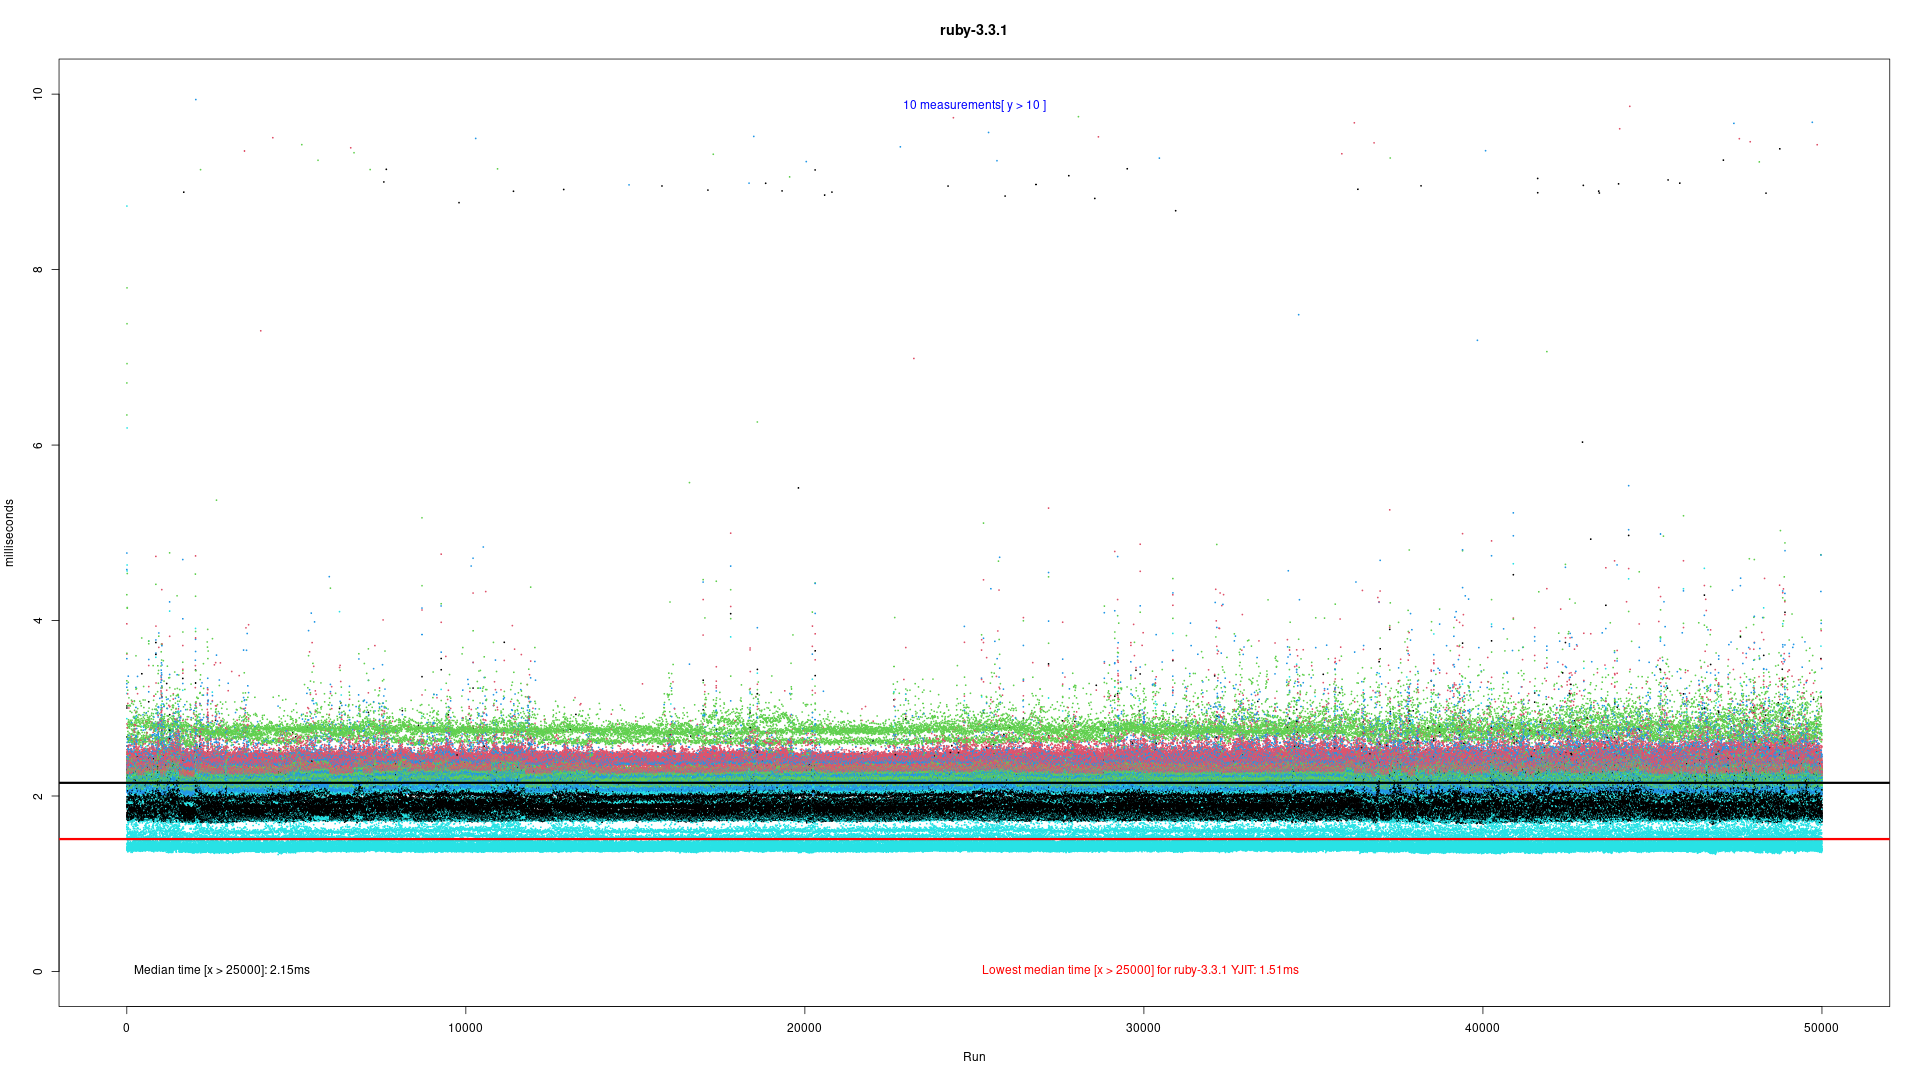 ruby-3.3.1
10 measurements[ y > 10 ]
10
8
6
4
2
0
milliseconds
Median time [x > 25000]: 2.15ms
Lowest median time [x > 25000] for ruby-3.3.1 YJIT: 1.51ms
0 10000 20000 30000 40000 50000
Run